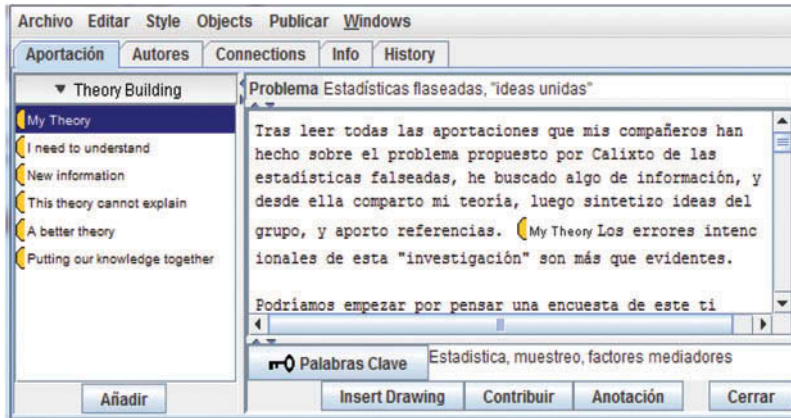 Archivo Editar Style Objects Publicar Windows
Aportación Autores Connections Info History
Theory Building
My Theory
I need to understand
New information
This theory cannot explain
A better theory
Putting our knowledge together
Añadir
Problema Estadísticas flaseadas, "ideas unidas"
Tras leer todas las aportaciones que mis compañeros han
hecho sobre el problema propuesto por Calixto de las
estadísticas falseadas, he buscado algo de información, y
desde ella comparto mi teoría, luego sintetizo ideas del
grupo, y aporto referencias. My Theory Los errores intenc
ionales de esta "investigación" son más que evidentes.
Podríamos empezar por pensar una encuesta de este ti
Palabras Clave Estadistica, muestreo, factores mediadores
Insert Drawing Contribuir Anotación Cerrar